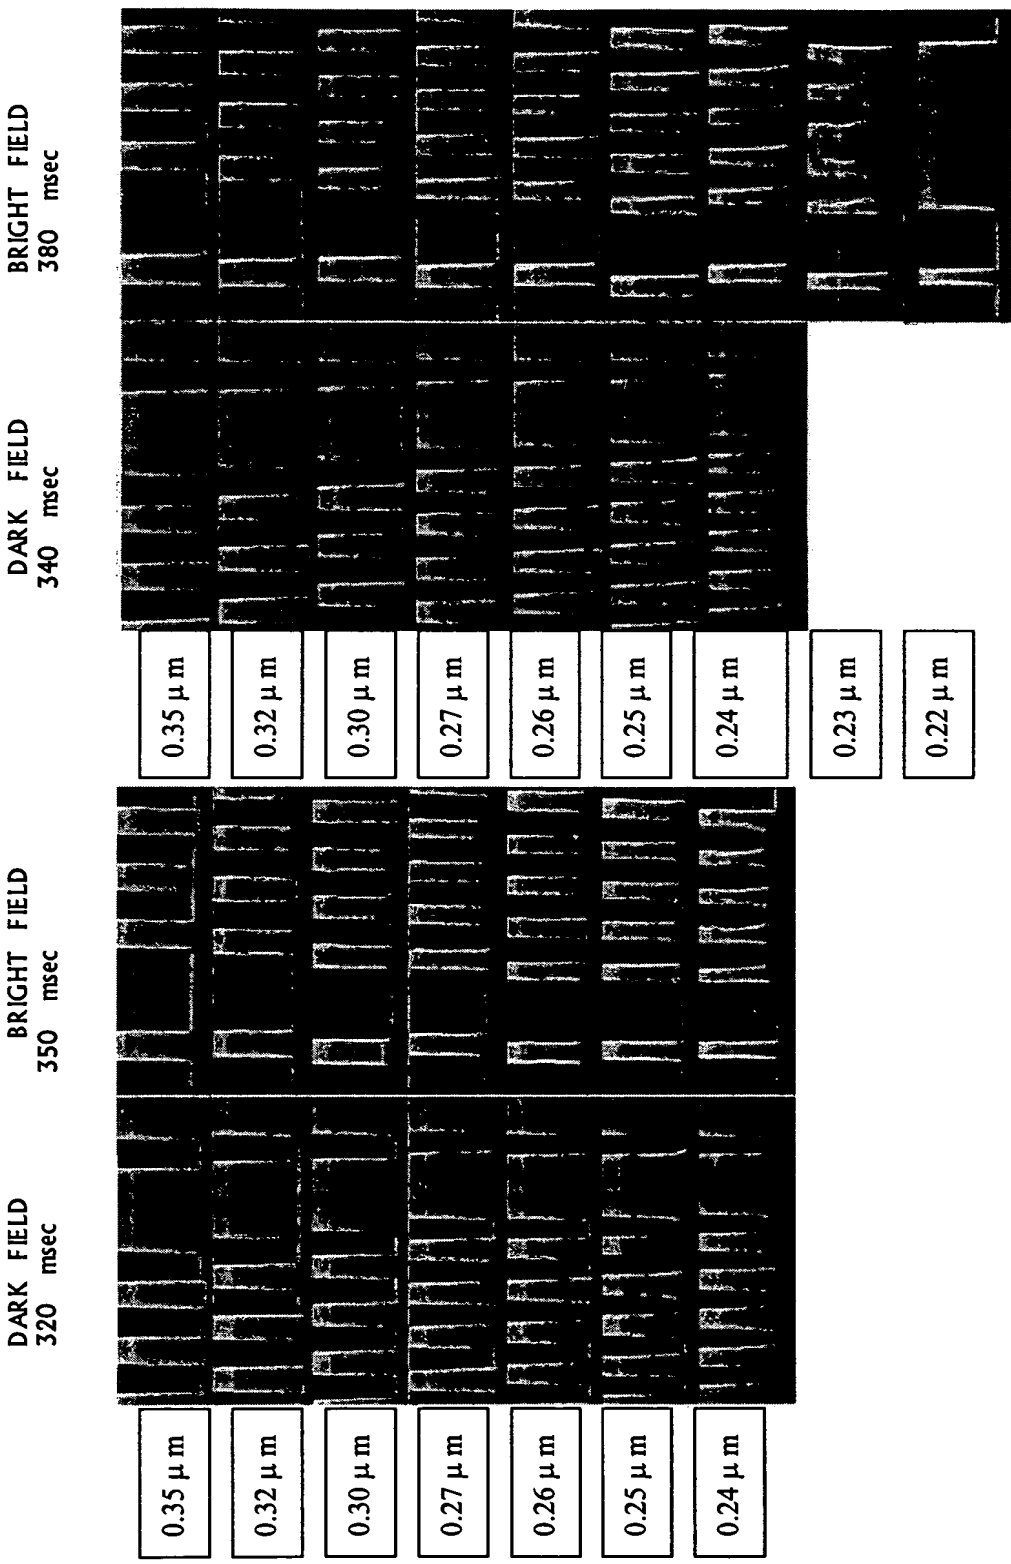 DARK FIELD
320 msec
BRIGHT FIELD
350 msec
0.35 μ m
0.32 μ m
0.30 μ m
0.27 μ m
0.26 μ m
0.25 μ m
0.24 μ m
DARK FIELD
340 msec
BRIGHT FIELD
380 msec
0.35 μ m
0.32 μ m
0.30 μ m
0.27 μ m
0.26 μ m
0.25 μ m
0.24 μ m
0.23 μ m
0.22 μ m